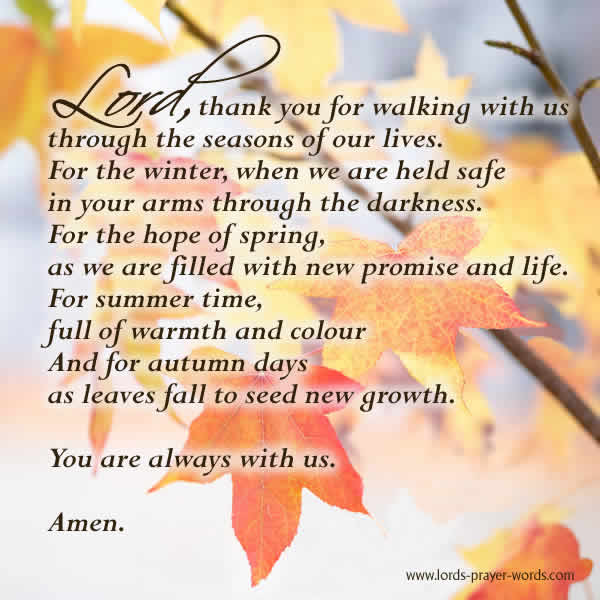 Lord, thank you for walking with us
through the seasons of our lives.
For the winter, when we are held safe
in your arms through the darkness.
For the hope of spring,
as we are filled with new promise and life.
For summer time,
full of warmth and colour
And for autumn days
as leaves fall to seed new growth.
You are always with us.
Amen.
www.lords-prayer-words.com